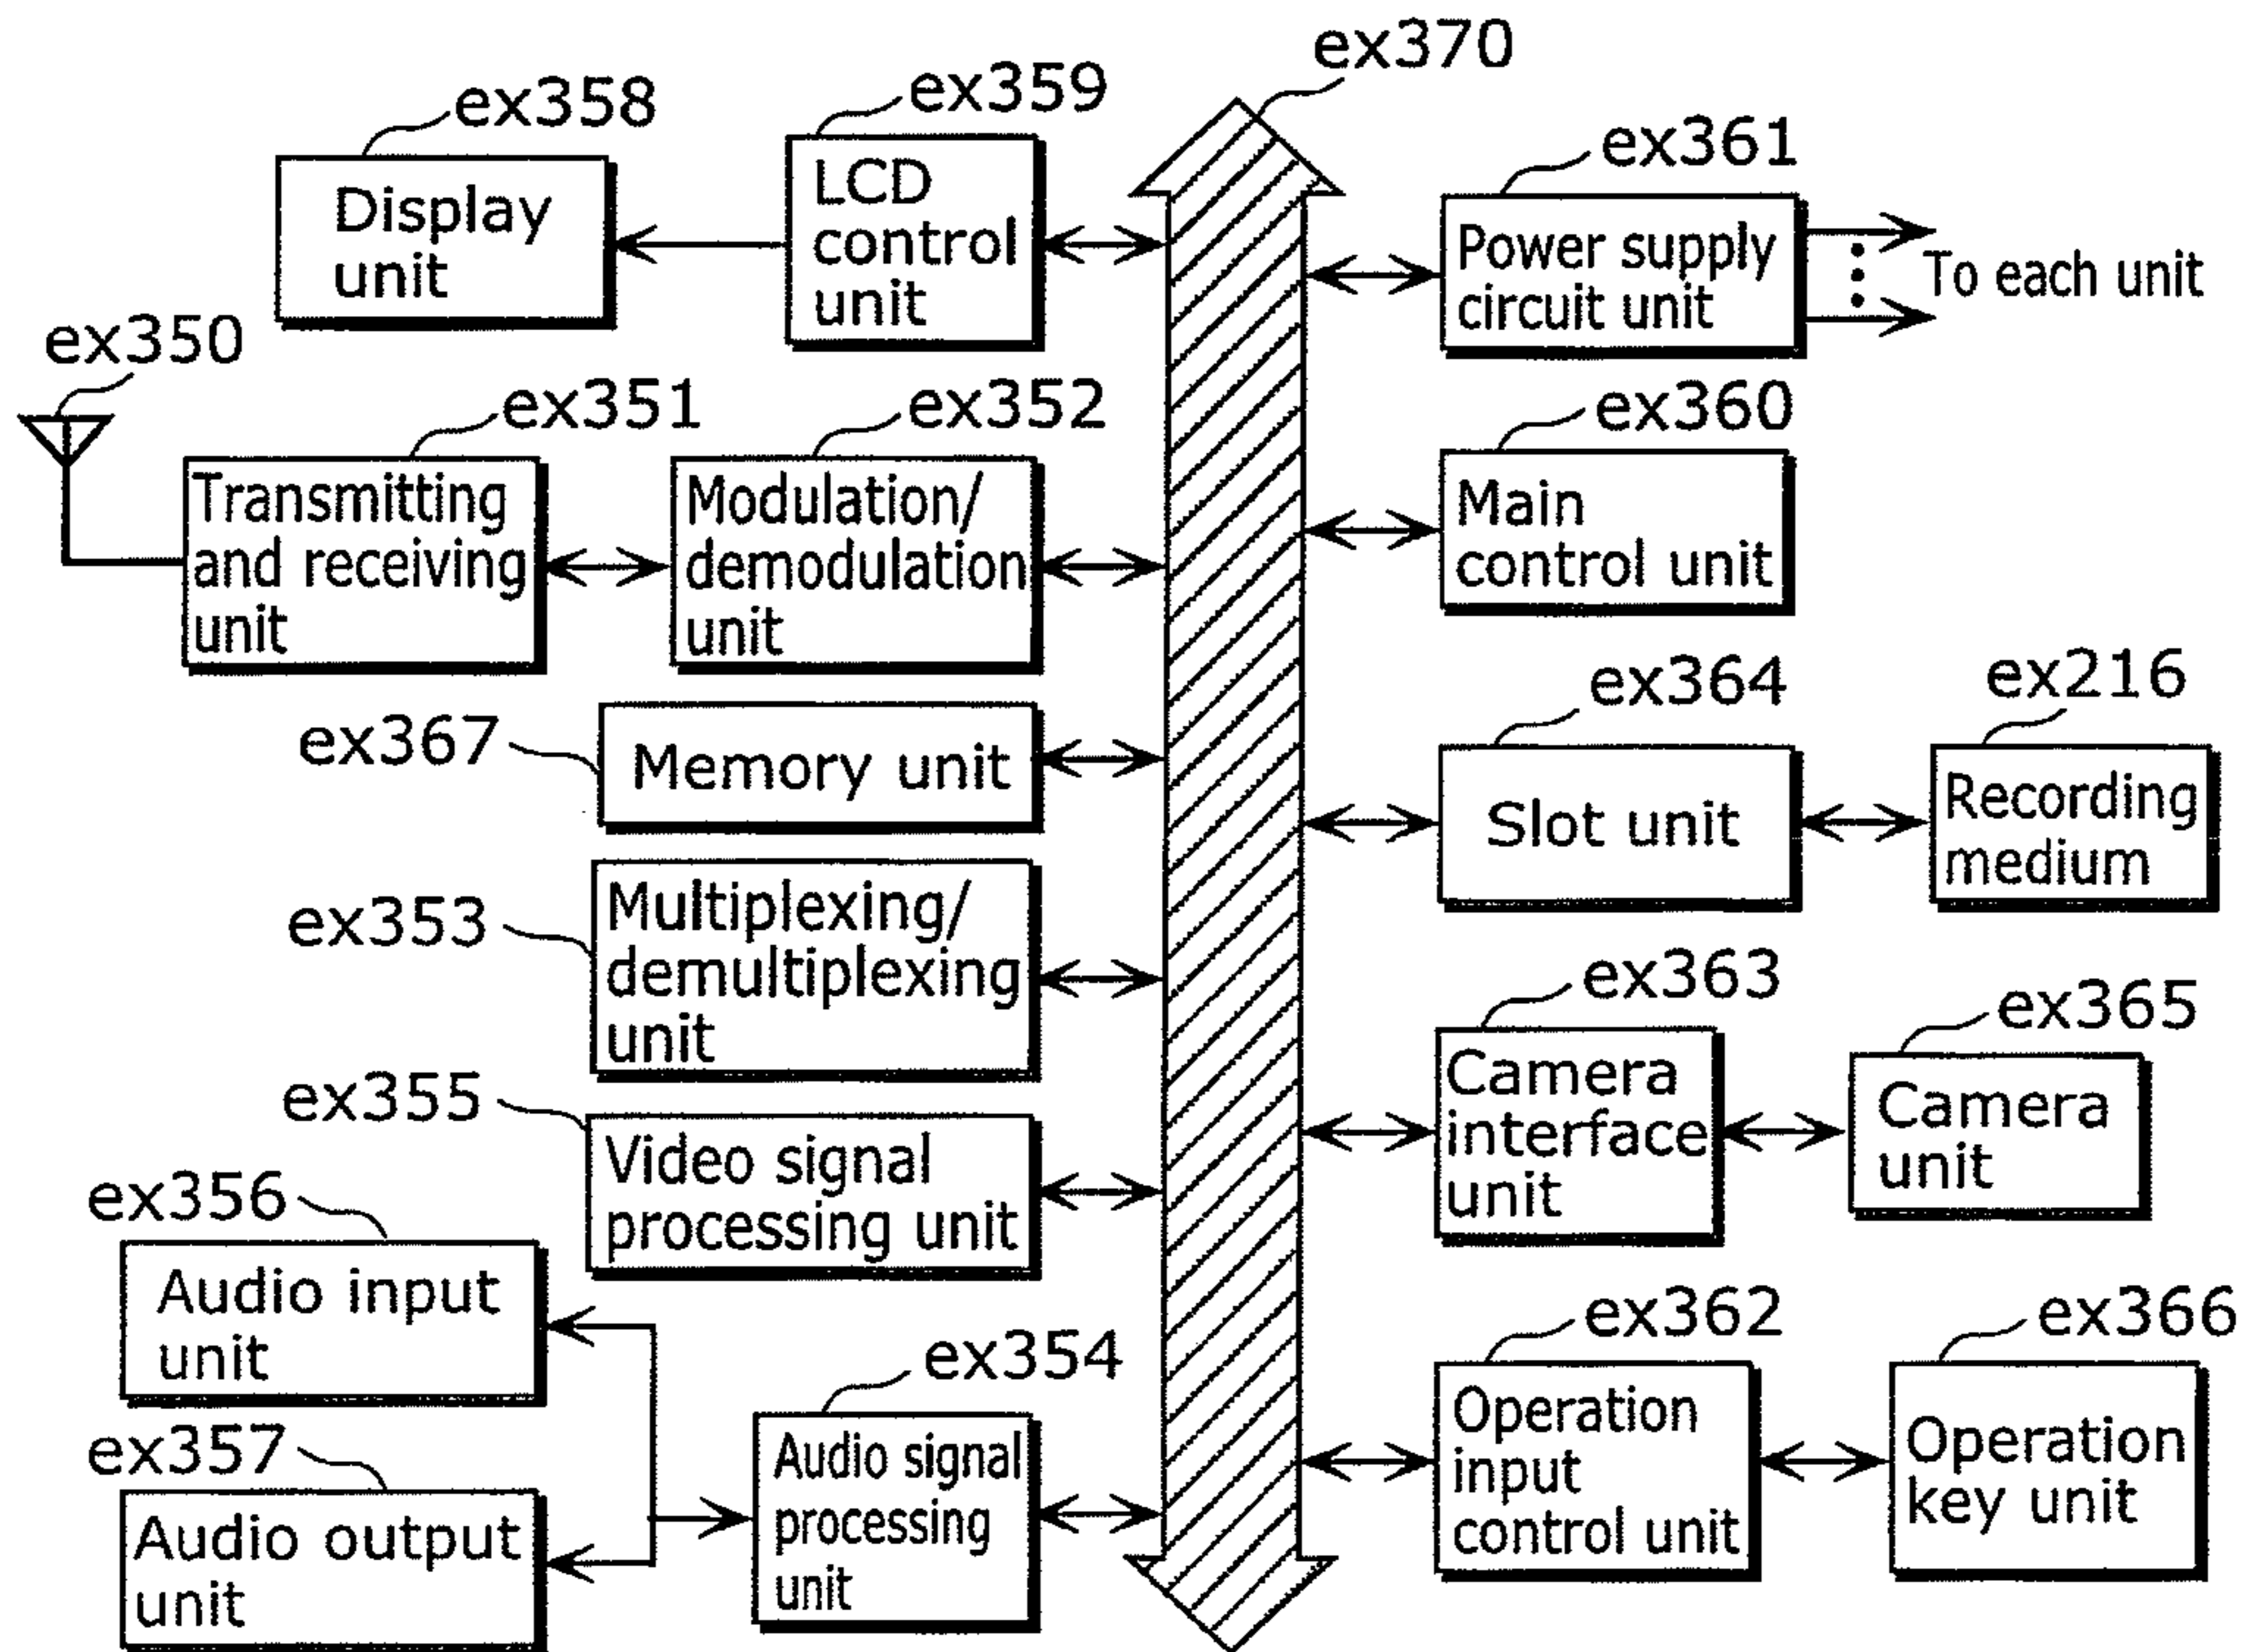 ex370
ex358
ex359
ex361
Display
unit
LCD
control
unit
Power supply
circuit unit
To each unit
ex350
ex351
ex352
ex360
Transmitting
and receiving
unit
Modulation/
demodulation
unit
Main
control unit
ex367
Memory unit
ex364
ex216
Slot unit
Recording
medium
ex353
Multiplexing/
demultiplexing
unit
ex363
ex365
Camera
interface
unit
Camera
unit
ex355
Video signal
processing unit
ex356
Audio input
unit
ex354
ex362
ex366
ex357
Audio output
unit
Audio signal
processing
unit
Operation
input
control unit
Operation
key unit